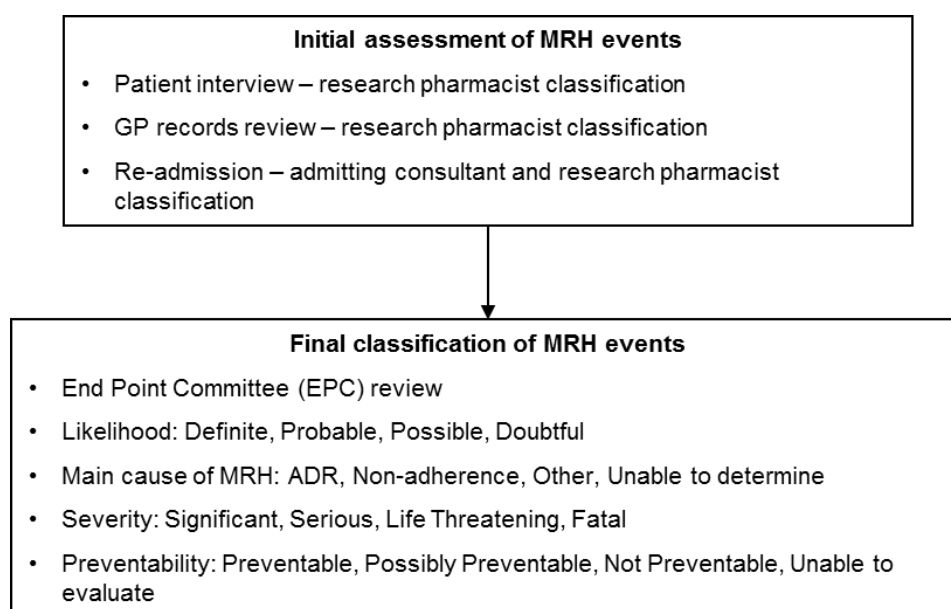 Initial assessment of MRH events
• Patient interview – research pharmacist classification
• GP records review – research pharmacist classification
• Re-admission – admitting consultant and research pharmacist
classification
Final classification of MRH events
• End Point Committee (EPC) review
• Likelihood: Definite, Probable, Possible, Doubtful
• Main cause of MRH: ADR, Non-adherence, Other, Unable to determine
• Severity: Significant, Serious, Life Threatening, Fatal
• Preventability: Preventable, Possibly Preventable, Not Preventable, Unable to
evaluate